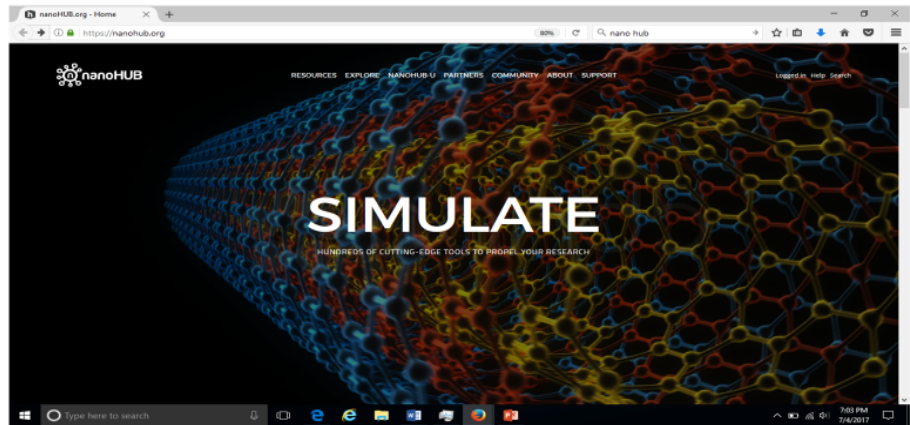 nanoHUB.org - Home
https://nanohub.org
80%
nano hub
nanoHUB
RESOURCES EXPLORE NANOHUB-U PARTNERS COMMUNITY ABOUT SUPPORT
Logged in Help Search
SIMULATE
HUNDREDS OF CUTTING-EDGE TOOLS TO PROPEL YOUR RESEARCH
Type here to search
7:03 PM
7/4/2017